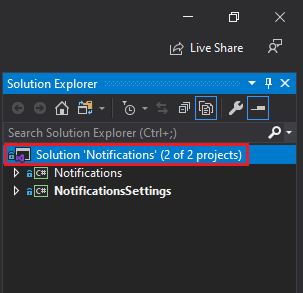 Live Share
Solution Explorer
Search Solution Explorer (Ctrl+;)
Solution 'Notifications' (2 of 2 projects)
C# Notifications
C# NotificationsSettings